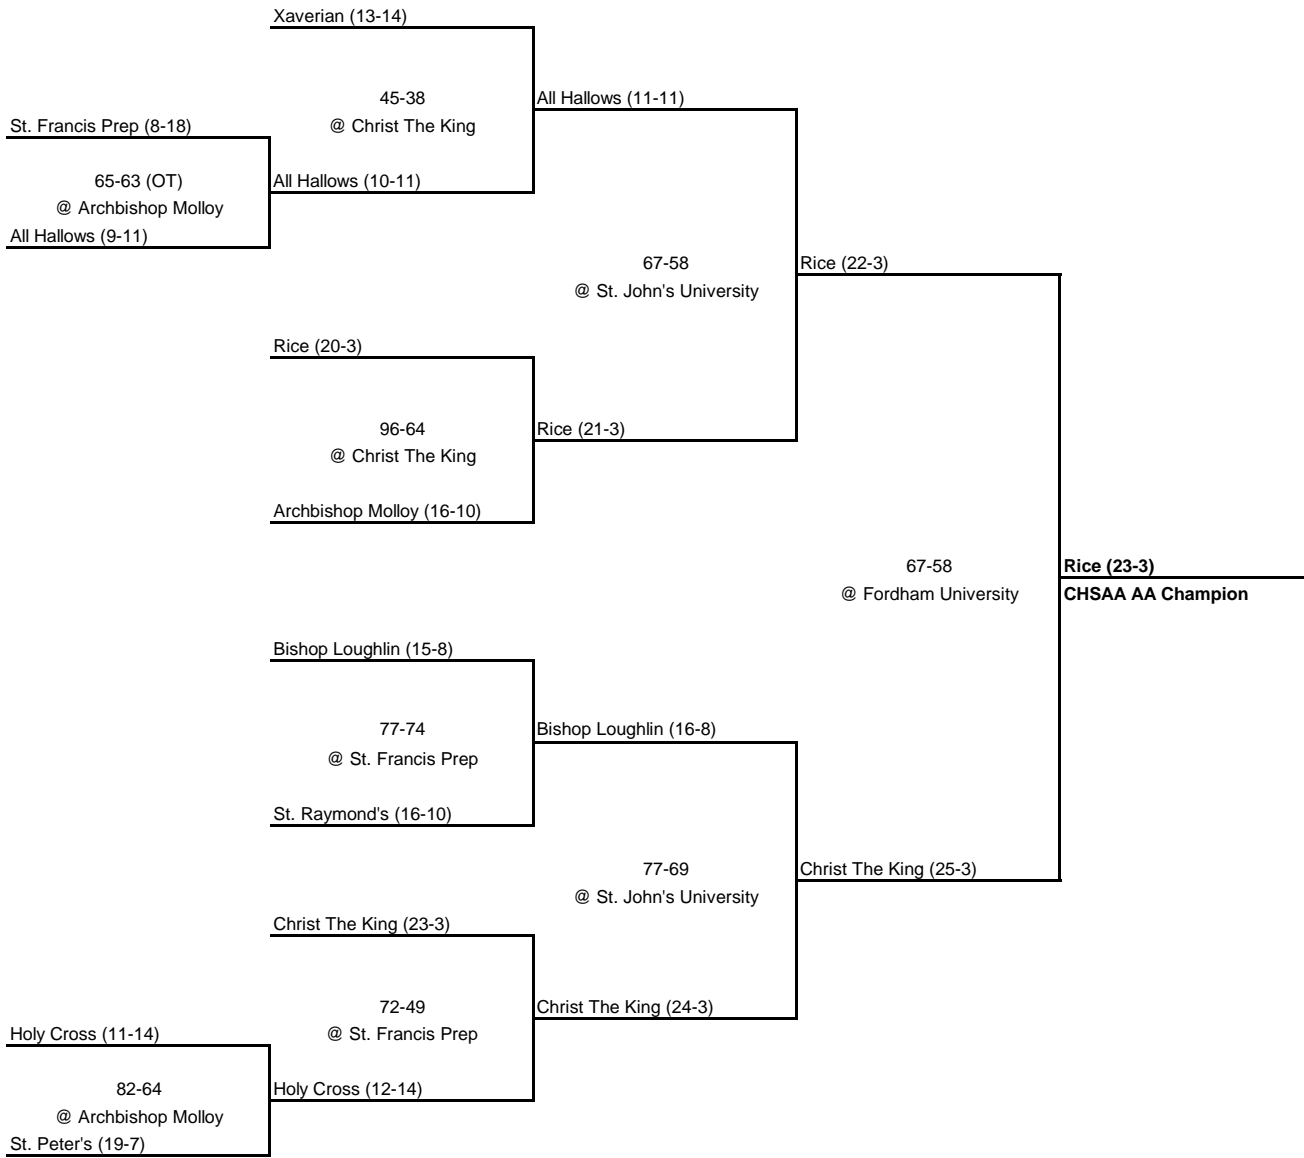 Xaverian (13-14)
45-38
@ Christ The King
All Hallows (11-11)
St. Francis Prep (8-18)
65-63 (OT)
@ Archbishop Molloy
All Hallows (10-11)
All Hallows (9-11)
67-58
@ St. John's University
Rice (22-3)
Rice (20-3)
96-64
@ Christ The King
Rice (21-3)
Archbishop Molloy (16-10)
67-58
@ Fordham University
Rice (23-3)
CHSAA AA Champion
Bishop Loughlin (15-8)
77-74
@ St. Francis Prep
Bishop Loughlin (16-8)
St. Raymond's (16-10)
77-69
@ St. John's University
Christ The King (25-3)
Christ The King (23-3)
72-49
@ St. Francis Prep
Christ The King (24-3)
Holy Cross (11-14)
82-64
@ Archbishop Molloy
Holy Cross (12-14)
St. Peter's (19-7)